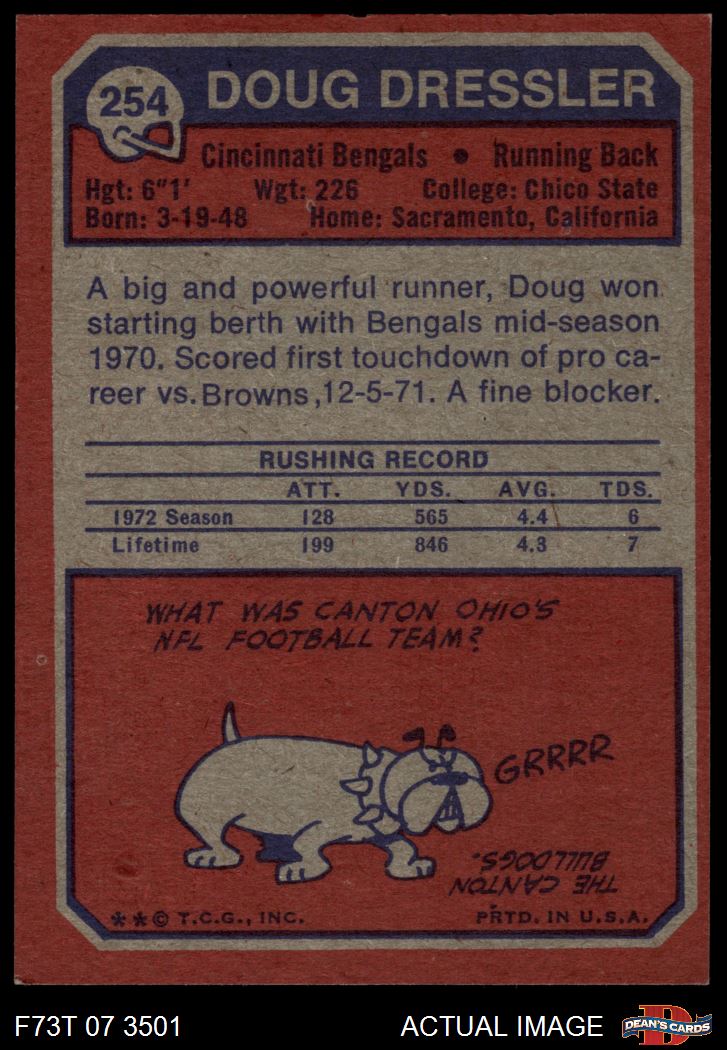 254
DOUG DRESSLER
Cincinnati Bengals • Running Back
Hgt: 6"1' Wgt: 226 College: Chico State
Born: 3-19-48 Home: Sacramento, California
A big and powerful runner, Doug won
starting berth with Bengals mid-season
1970. Scored first touchdown of pro ca-
reer vs. Browns, 12-5-71. A fine blocker.
RUSHING RECORD
ATT. YDS. AVG. TDS.
1972 Season 128 565 4.4 6
Lifetime 199 846 4.3 7
WHAT WAS CANTON OHIO'S
NFL FOOTBALL TEAM?
GRRRR
THE CANTON
BULLDOGS.
**© T.C.G., INC. PRTD. IN U.S.A.
F73T 07 3501 ACTUAL IMAGE
D
DEAN'S CARDS